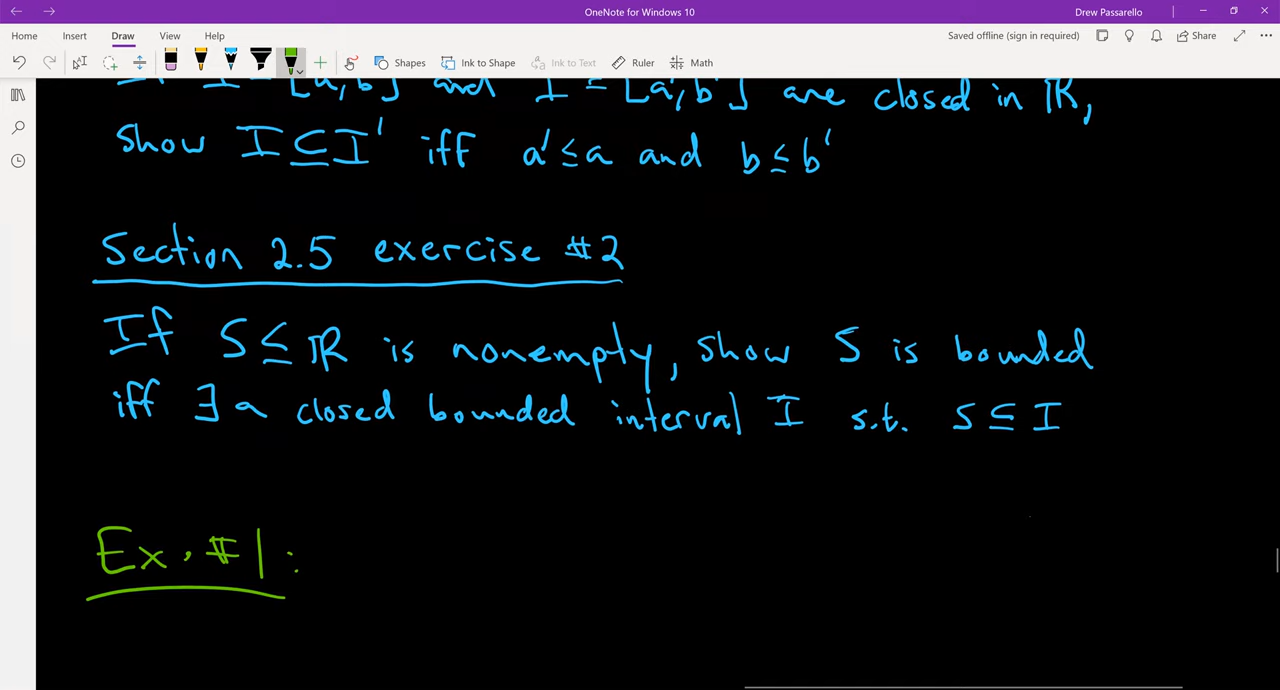 OneNote for Windows 10
Drew Passarello
Home Insert Draw View Help
Saved offline (sign in required)
Share
Shapes Ink to Shape Ink to Text Ruler Math
If I = [a, b] and I' = [a', b'] are closed in ℝ,
show I ⊆ I' iff a' ≤ a and b ≤ b'
Section 2.5 exercise #2
If S ⊆ ℝ is nonempty, show S is bounded
iff ∃ a closed bounded interval I s.t. S ⊆ I
Ex. #1: